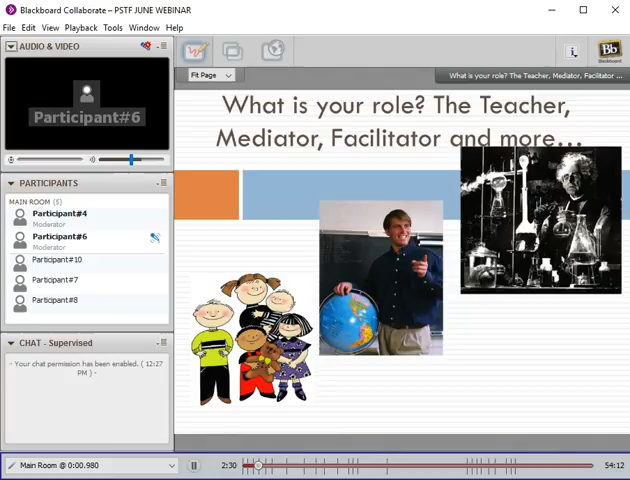 Blackboard Collaborate - PSTF JUNE WEBINAR
File Edit View Playback Tools Window Help
AUDIO & VIDEO
Participant#6
PARTICIPANTS
MAIN ROOM (5)
Participant#4
Moderator
Participant#6
Moderator
Participant#10
Participant#7
Participant#8
CHAT - Supervised
- Your chat permission has been enabled. ( 12:27
PM ) -
Main Room @ 0:00.980
Bb
Blackboard
Fit Page
What is your role? The Teacher, Mediator, Facilitator ...
What is your role? The Teacher,
Mediator, Facilitator and more...
2:30
54:12